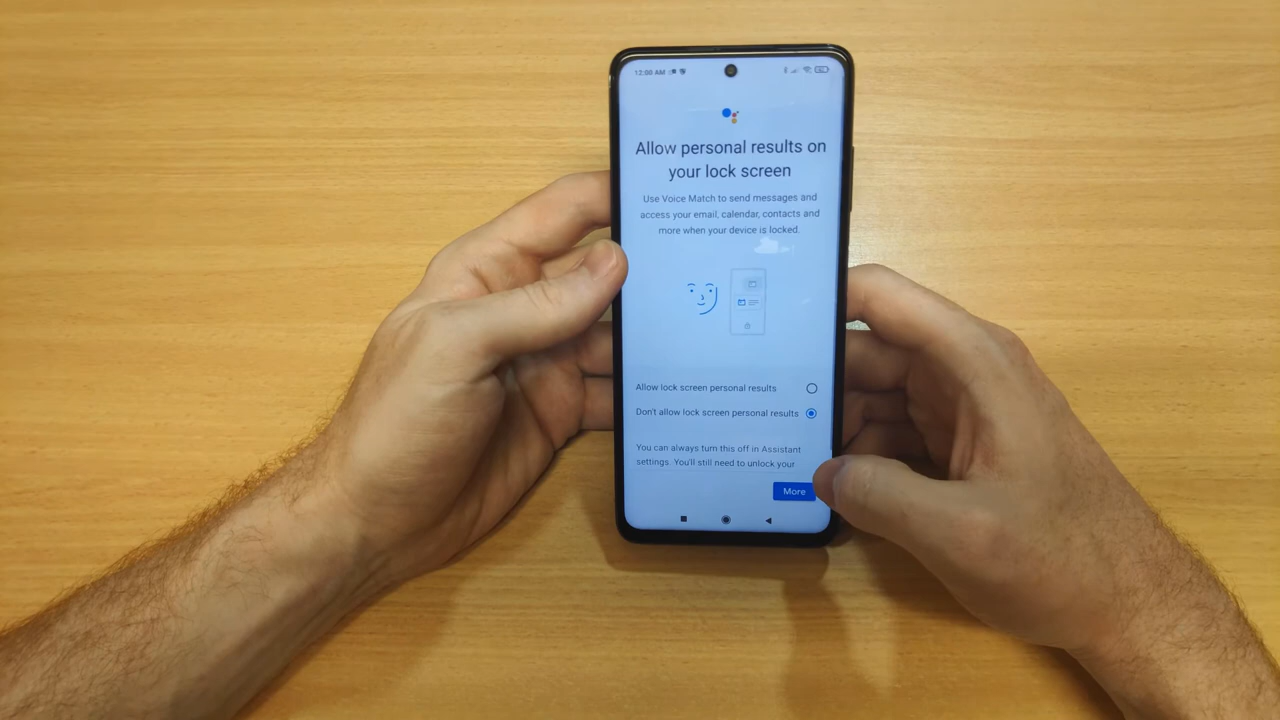 12:00 AM
Allow personal results on
your lock screen
Use Voice Match to send messages and
access your email, calendar, contacts and
more when your device is locked.
Allow lock screen personal results
Don't allow lock screen personal results
You can always turn this off in Assistant
settings. You'll still need to unlock your
More